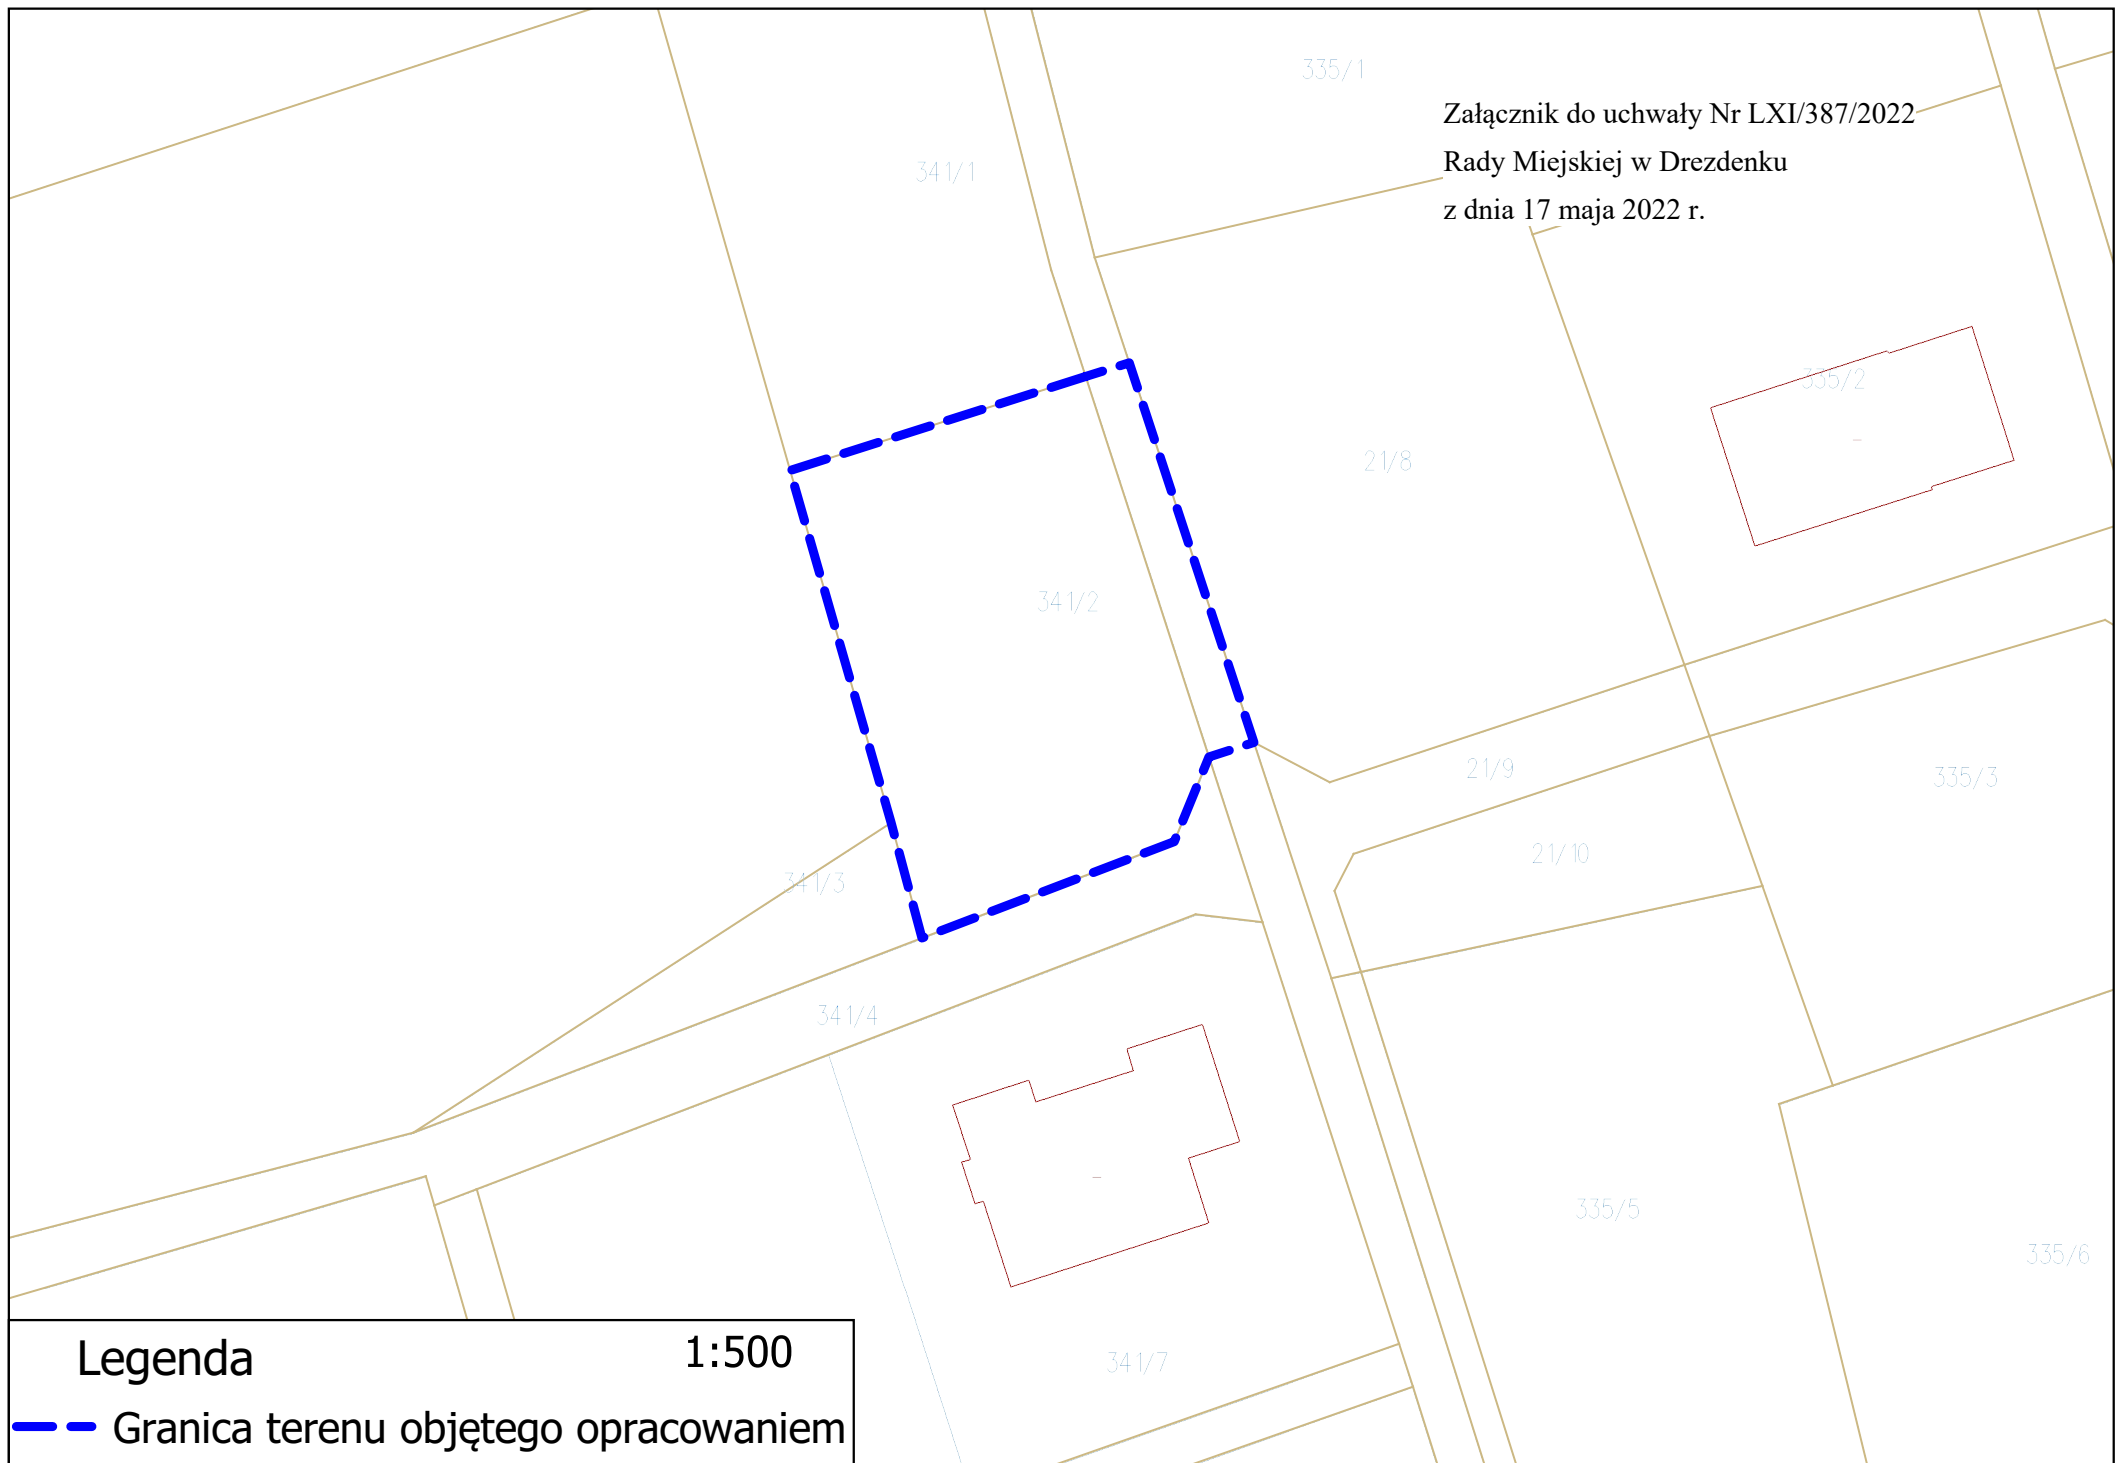 335/1
Załącznik do uchwały Nr LXI/387/2022
Rady Miejskiej w Drezdenku
z dnia 17 maja 2022 r.
341/1
335/2
21/8
341/2
21/9
335/3
21/10
341/3
341/4
335/5
335/6
341/7
Legenda 1:500
Granica terenu objętego opracowaniem